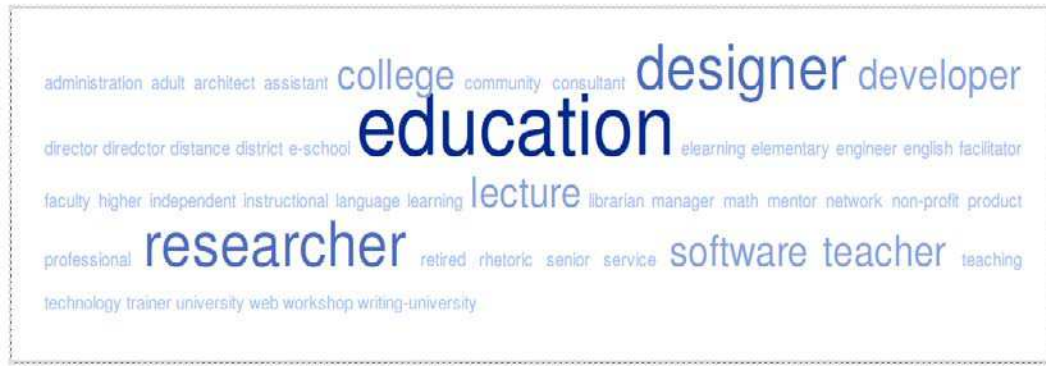 administration adult architect assistant college community consultant designer developer
director diredctor distance district e-school education elearning elementary engineer english facilitator
faculty higher independent instructional language learning lecture librarian manager math mentor network non-profit product
professional researcher retired rhetoric senior service software teacher teaching
technology trainer university web workshop writing-university